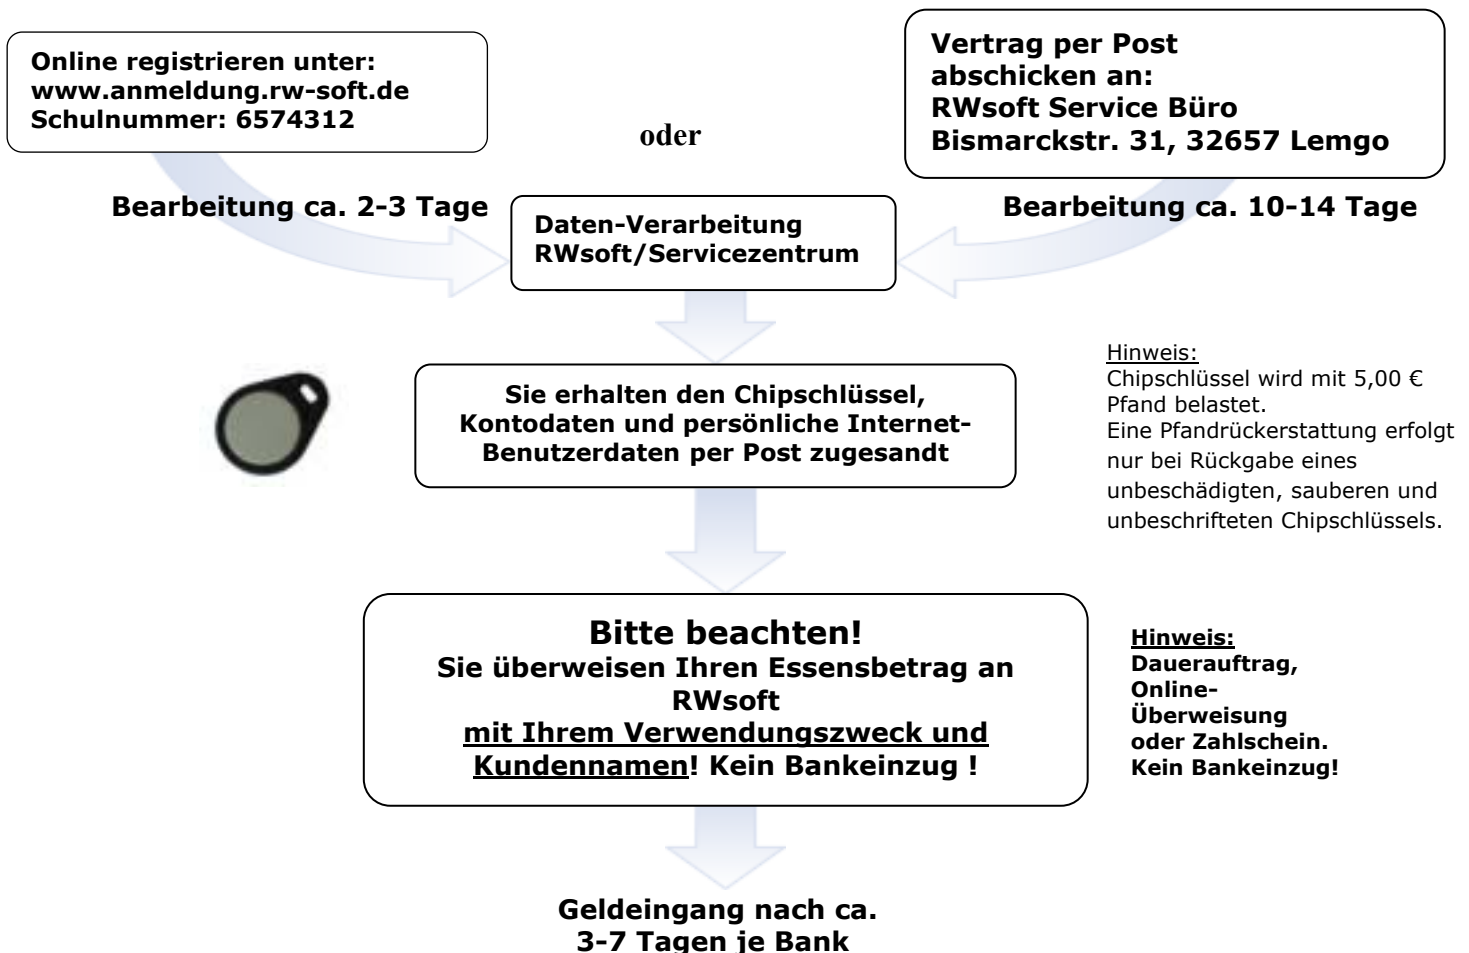 Online registrieren unter:
www.anmeldung.rw-soft.de
Schulnummer: 6574312
oder
Vertrag per Post
abschicken an:
RWsoft Service Büro
Bismarckstr. 31, 32657 Lemgo
Bearbeitung ca. 2-3 Tage
Bearbeitung ca. 10-14 Tage
Daten-Verarbeitung
RWsoft/Servicezentrum
Sie erhalten den Chipschlüssel,
Kontodaten und persönliche Internet-
Benutzerdaten per Post zugesandt
Hinweis:
Chipschlüssel wird mit 5,00 €
Pfand belastet.
Eine Pfandrückerstattung erfolgt
nur bei Rückgabe eines
unbeschädigten, sauberen und
unbeschrifteten Chipschlüssels.
Bitte beachten!
Sie überweisen Ihren Essensbetrag an
RWsoft
mit Ihrem Verwendungszweck und
Kundennamen! Kein Bankeinzug !
Hinweis:
Dauerauftrag,
Online-
Überweisung
oder Zahlschein.
Kein Bankeinzug!
Geldeingang nach ca.
3-7 Tagen je Bank